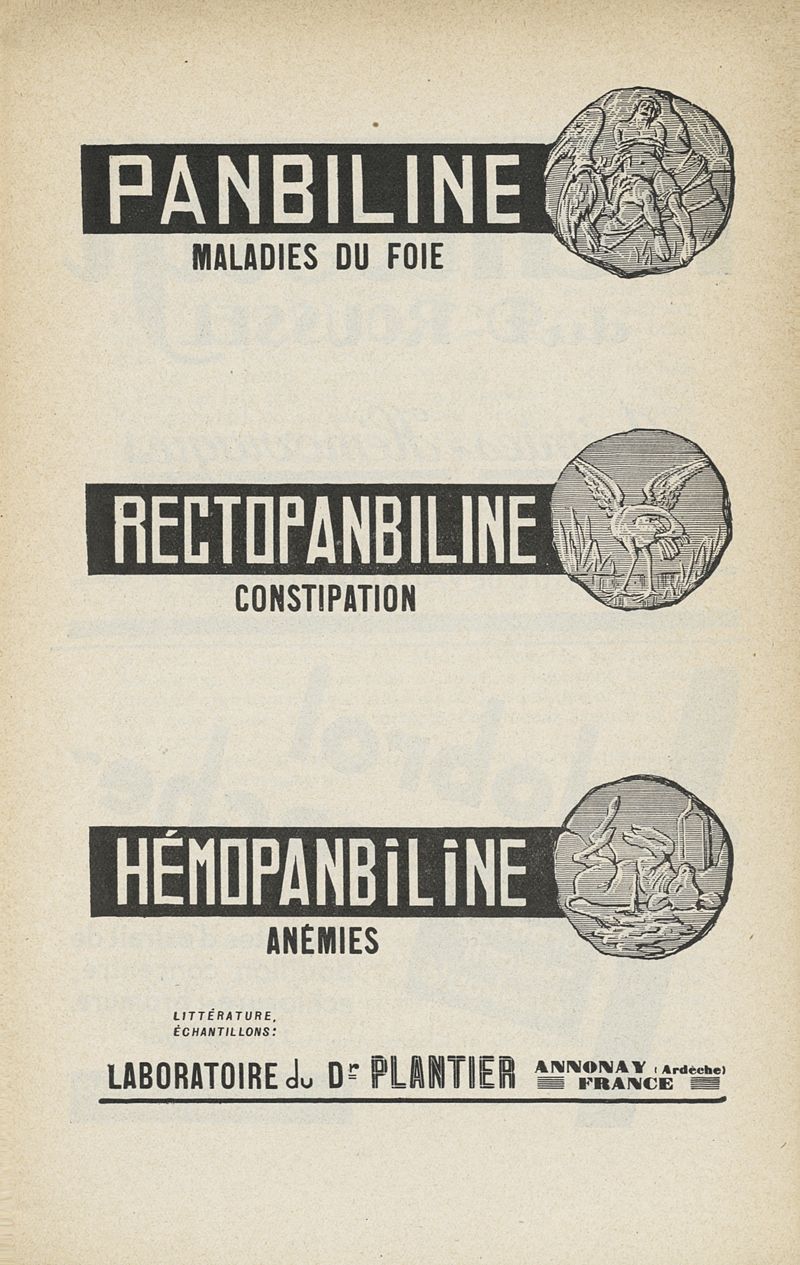 PANBILINE
MALADIES DU FOIE
RECTOPANBILINE
CONSTIPATION
HÉMOPANBILINE
ANÉMIES
LITTÉRATURE,
ÉCHANTILLONS:
LABORATOIRE du Dr PLANTIER ANNONAY (Ardèche)
FRANCE